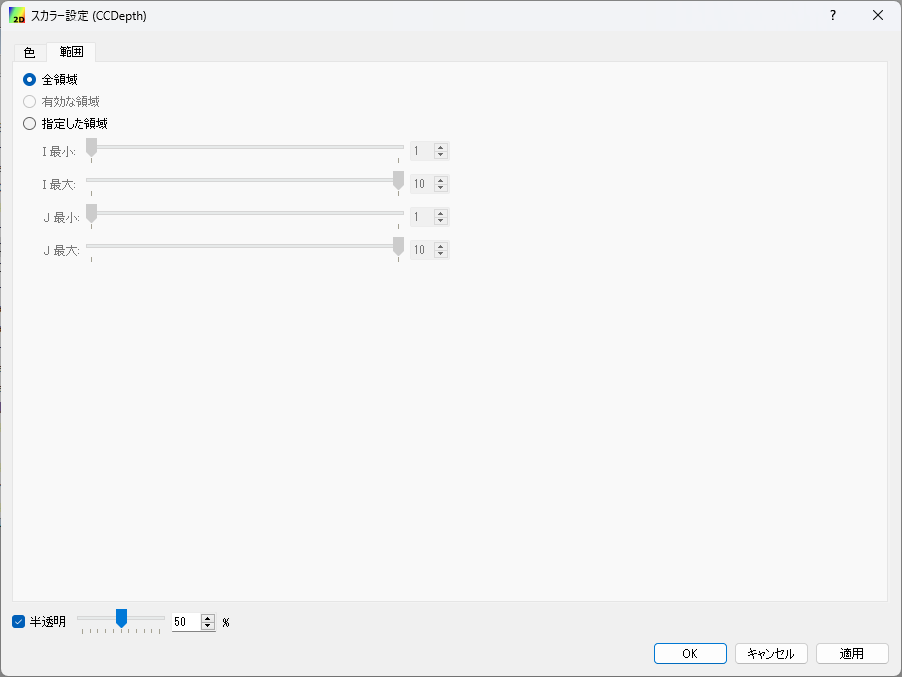 2D スカラー設定 (CCDepth) ?
色 範囲
全領域
有効な領域
指定した領域
I 最小: 1
I 最大: 10
J 最小: 1
J 最大: 10
半透明 50 %
OK キャンセル 適用